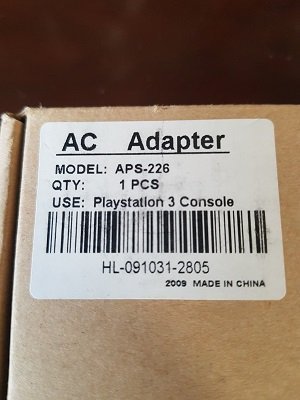 AC Adapter
MODEL: APS-226
QTY: 1 PCS
USE: Playstation 3 Console
HL-091031-2805
2009 MADE IN CHINA